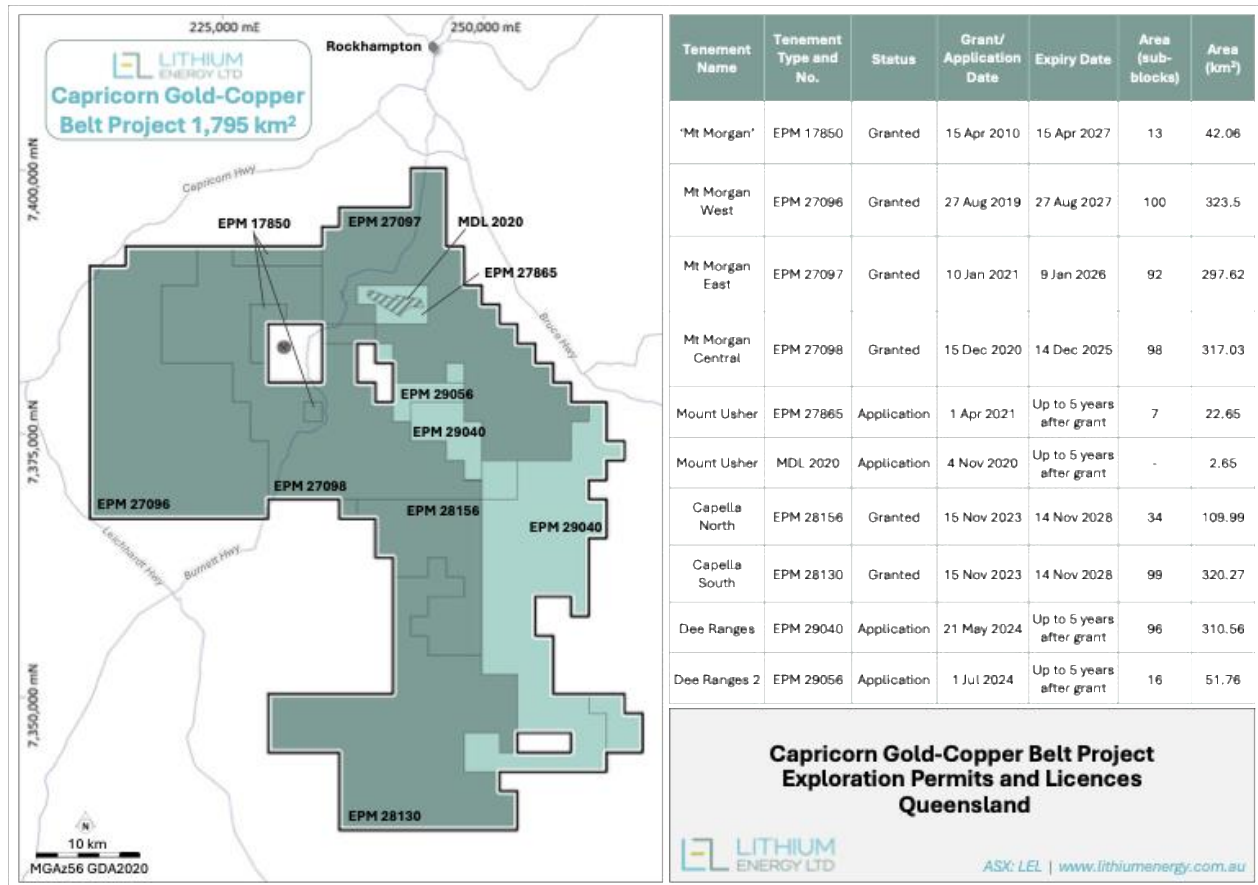 225,000 mE
250,000 mE
Rockhampton
LITHIUM
ENERGY LTD
Capricorn Gold-Copper
Belt Project 1,795 km²
7,400,000 mN
Capricorn Hwy
EPM 17850
EPM 27097
MDL 2020
EPM 27865
Bruce Hwy
EPM 29056
EPM 29040
7,375,000 mN
EPM 27096
EPM 27098
EPM 28156
EPM 29040
Leichhardt Hwy
Burnett Hwy
7,350,000 mN
EPM 28130
N
10 km
MGAz56 GDA2020
Tenement Name | Tenement Type and No. | Status | Grant/ Application Date | Expiry Date | Area (sub-blocks) | Area (km²)
'Mt Morgan' | EPM 17850 | Granted | 15 Apr 2010 | 15 Apr 2027 | 13 | 42.06
Mt Morgan West | EPM 27096 | Granted | 27 Aug 2019 | 27 Aug 2027 | 100 | 323.5
Mt Morgan East | EPM 27097 | Granted | 10 Jan 2021 | 9 Jan 2026 | 92 | 297.62
Mt Morgan Central | EPM 27098 | Granted | 15 Dec 2020 | 14 Dec 2025 | 98 | 317.03
Mount Usher | EPM 27865 | Application | 1 Apr 2021 | Up to 5 years after grant | 7 | 22.65
Mount Usher | MDL 2020 | Application | 4 Nov 2020 | Up to 5 years after grant | - | 2.65
Capella North | EPM 28156 | Granted | 15 Nov 2023 | 14 Nov 2028 | 34 | 109.99
Capella South | EPM 28130 | Granted | 15 Nov 2023 | 14 Nov 2028 | 99 | 320.27
Dee Ranges | EPM 29040 | Application | 21 May 2024 | Up to 5 years after grant | 96 | 310.56
Dee Ranges 2 | EPM 29056 | Application | 1 Jul 2024 | Up to 5 years after grant | 16 | 51.76
Capricorn Gold-Copper Belt Project
Exploration Permits and Licences
Queensland
LITHIUM
ENERGY LTD
ASX: LEL | www.lithiumenergy.com.au